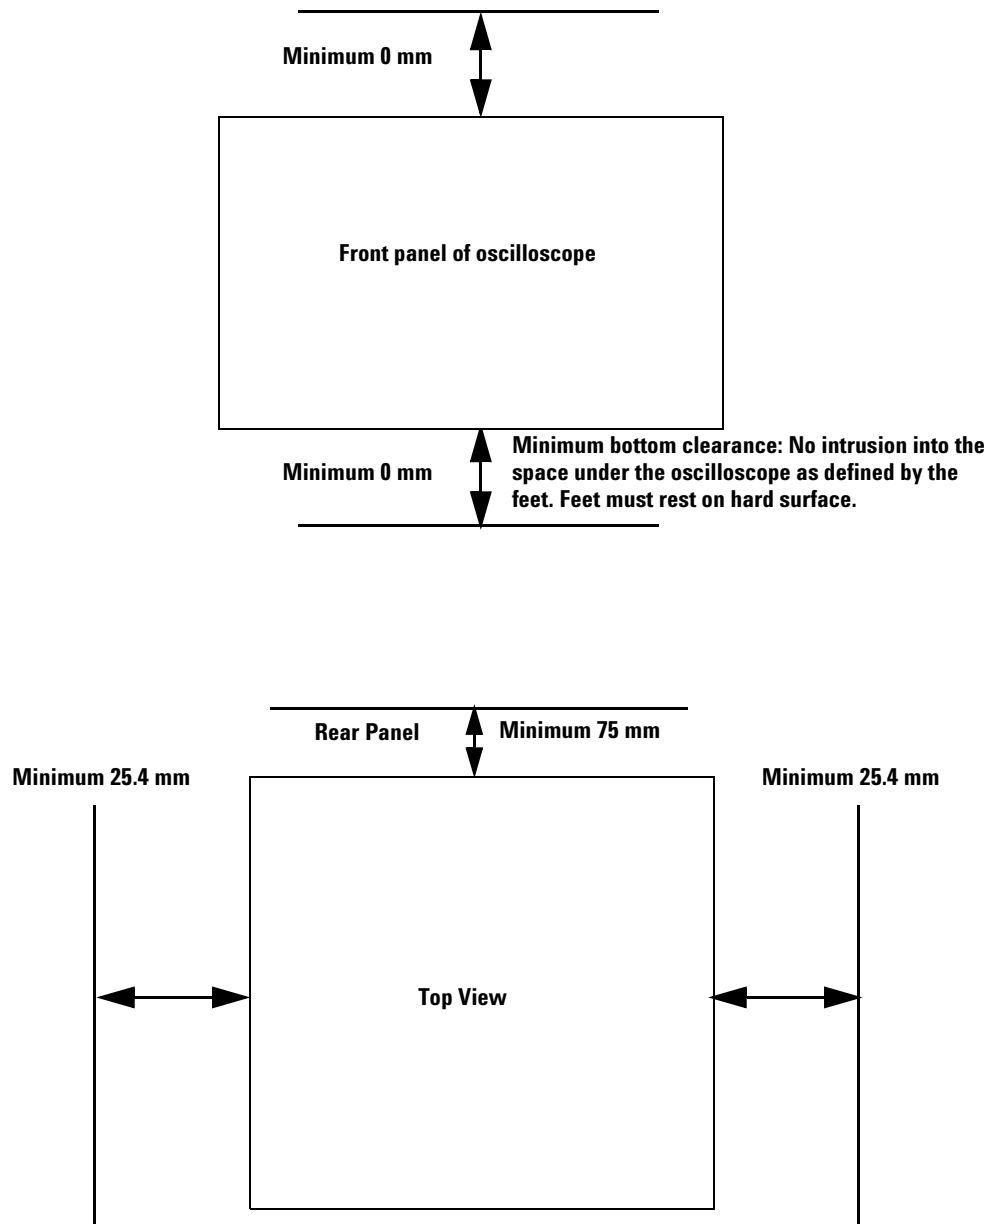 Minimum 0 mm
Front panel of oscilloscope
Minimum 0 mm
Minimum bottom clearance: No intrusion into the
space under the oscilloscope as defined by the
feet. Feet must rest on hard surface.
Rear Panel
Minimum 75 mm
Minimum 25.4 mm
Minimum 25.4 mm
Top View